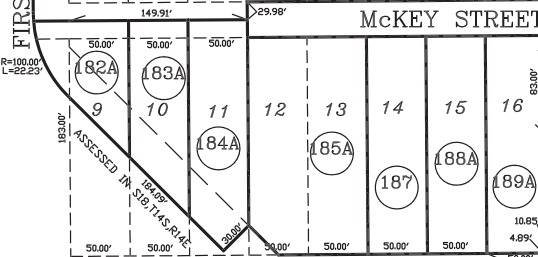 149.91'
29.98'
McKEY STREET
FIRS
R=100.00'
L=22.23'
50.00' 50.00' 50.00'
182A 183A
83.00'
9 10 11 12 13 14 15 16
183.00'
184A 185A 187 188A 189A
ASSESSED IN S18,T14S,R14E
184.09'
30.00'
10.85
4.89'
50.00' 50.00' 50.00' 50.00' 50.00' 50.00'